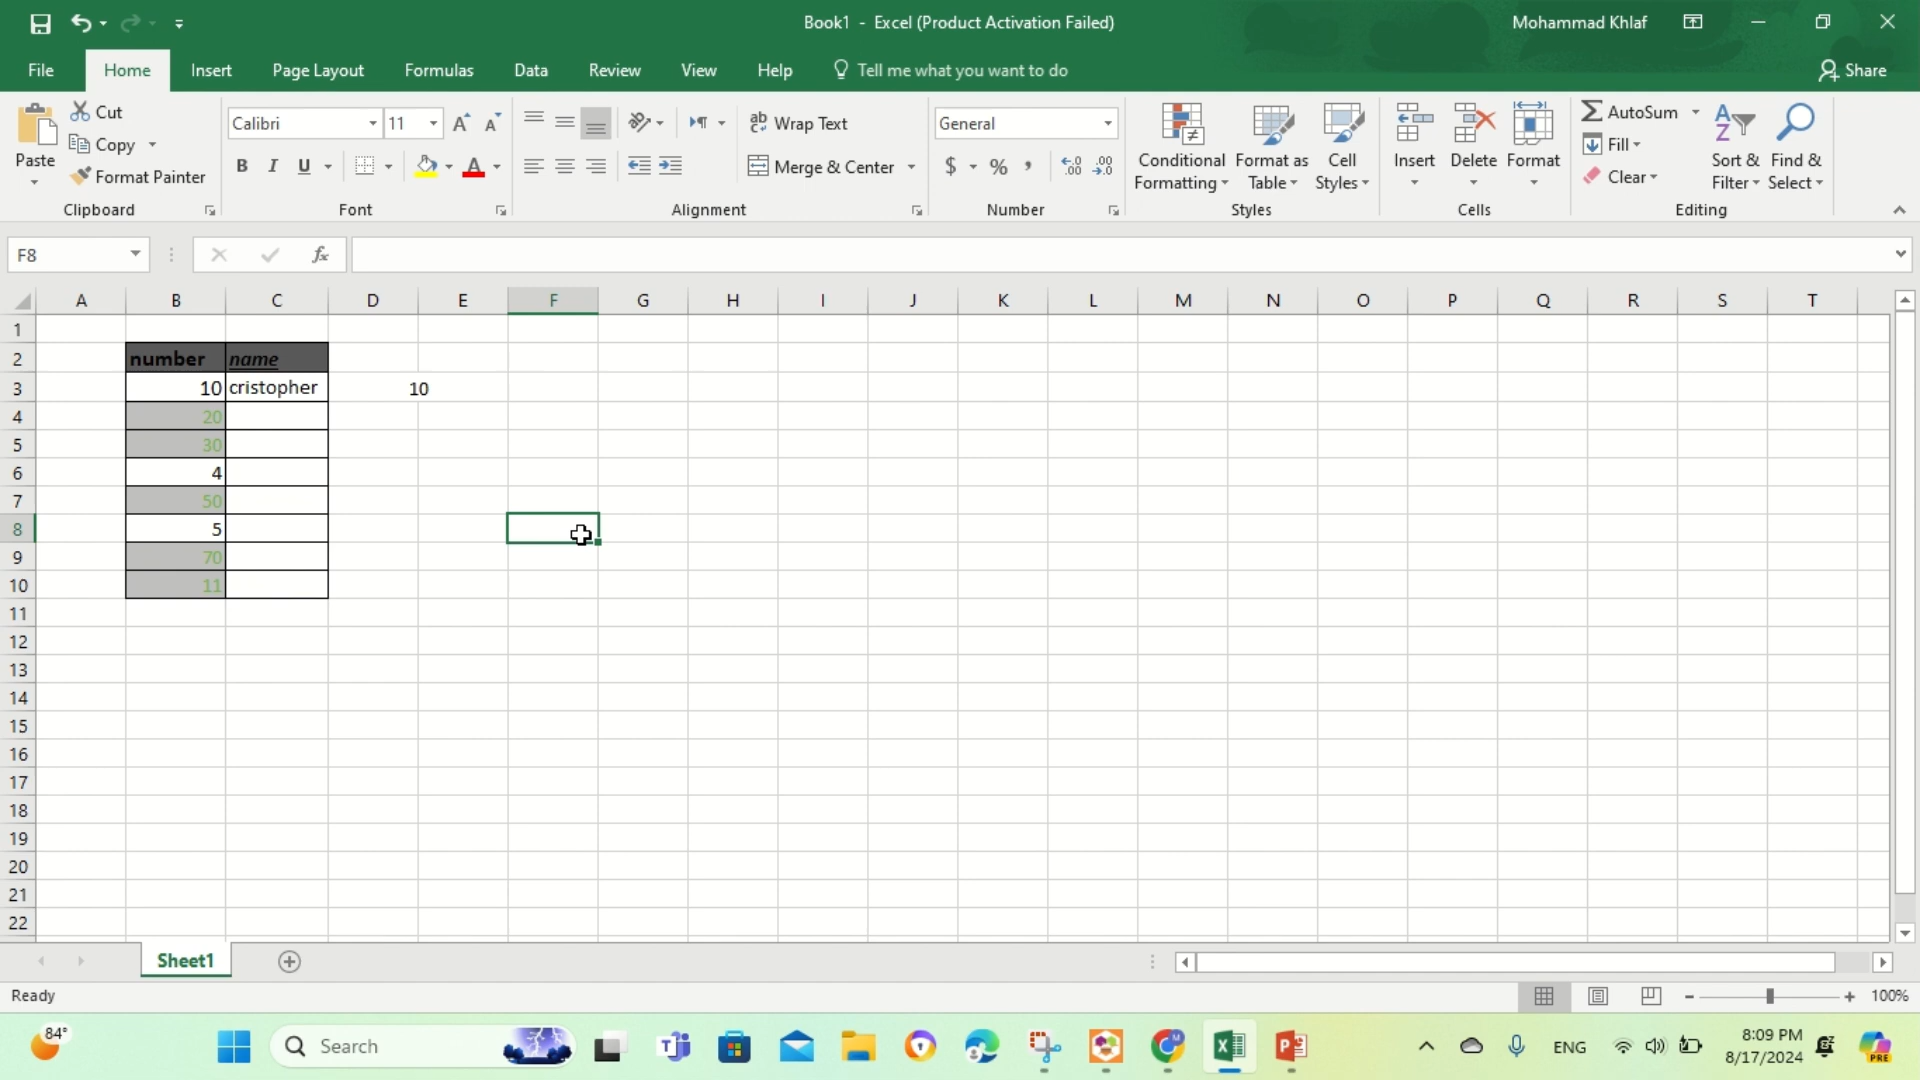 Book1 - Excel (Product Activation Failed)
Mohammad Khlaf
File Home Insert Page Layout Formulas Data Review View Help Tell me what you want to do Share
Paste
Cut
Copy
Format Painter
Clipboard
Calibri 11
B I U
Font
Wrap Text
Merge & Center
Alignment
General
$ % ,
Number
Conditional Formatting
Format as Table
Cell Styles
Styles
Insert Delete Format
Cells
AutoSum
Fill
Clear
Sort & Filter
Find & Select
Editing
F8 fx
A B C D E F G H I J K L M N O P Q R S T
1
2 number name
3 10 cristopher 10
4 20
5 30
6 4
7 50
8 5
9 70
10 11
11
12
13
14
15
16
17
18
19
20
21
22
Sheet1
Ready 100%
84° Search ENG 8:09 PM
8/17/2024
PRE